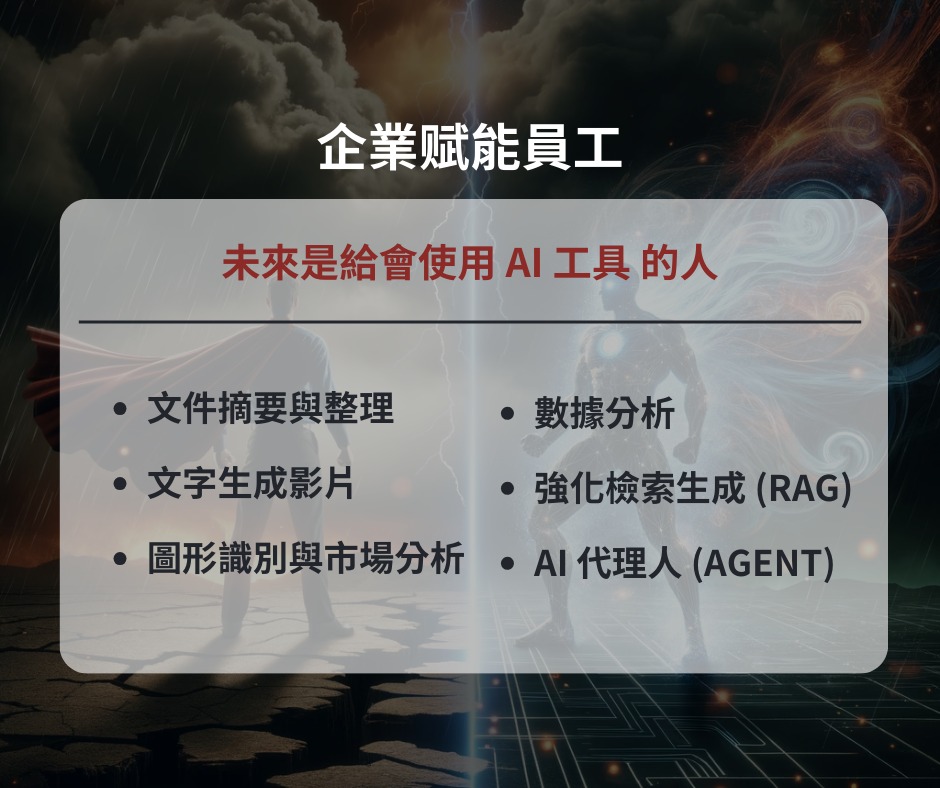 企業赋能員工
未來是給會使用 AI 工具 的人
• 文件摘要與整理
• 文字生成影片
• 圖形識別與市場分析
• 數據分析
• 強化檢索生成 (RAG)
• AI 代理人 (AGENT)